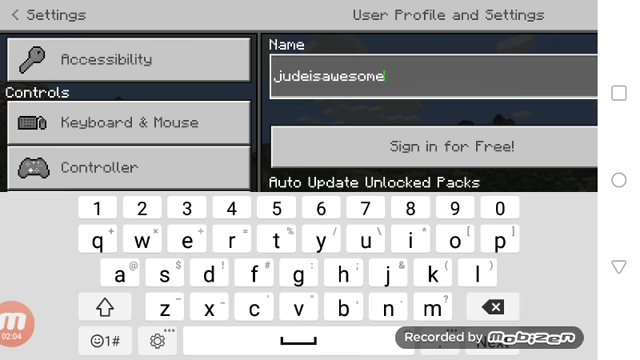 < Settings
User Profile and Settings
Accessibility
Name
judeisawesome
Controls
Keyboard & Mouse
Sign in for Free!
Controller
Auto Update Unlocked Packs
1 2 3 4 5 6 7 8 9 0
q w e r t y u i o p
a s d f g h j k l
z x c v b n m
☺1#
02:04
Recorded by Mobizen